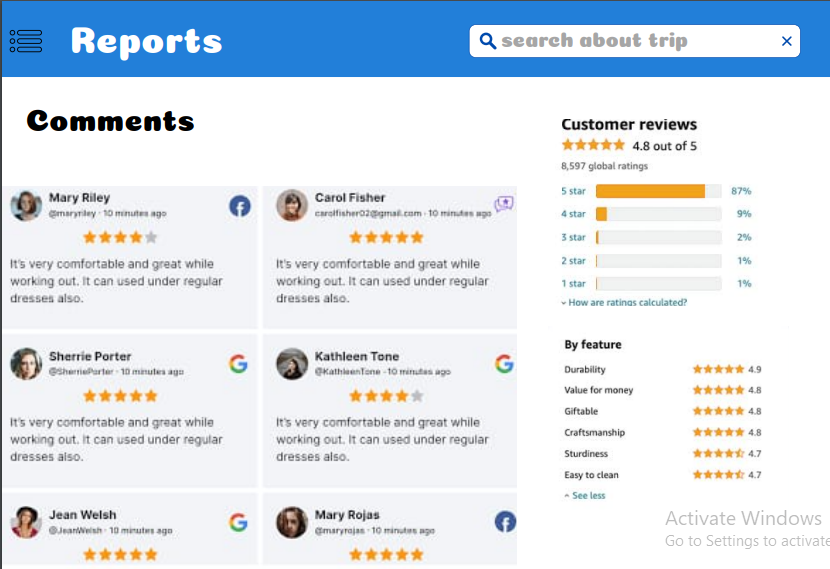 Reports
search about trip
Comments
Mary Riley
@maryriley · 10 minutes ago
It's very comfortable and great while
working out. It can used under regular
dresses also.
Carol Fisher
carolfisher02@gmail.com · 10 minutes ago
It's very comfortable and great while
working out. It can used under regular
dresses also.
Sherrie Porter
@SherriePorter · 10 minutes ago
It's very comfortable and great while
working out. It can used under regular
dresses also.
Kathleen Tone
@KathleenTone · 10 minutes ago
It's very comfortable and great while
working out. It can used under regular
dresses also.
Jean Welsh
@JeanWelsh · 10 minutes ago
Mary Rojas
@maryrojas · 10 minutes ago
Customer reviews
4.8 out of 5
8,597 global ratings
5 star 87%
4 star 9%
3 star 2%
2 star 1%
1 star 1%
How are ratings calculated?
By feature
Durability 4.9
Value for money 4.8
Giftable 4.8
Craftsmanship 4.8
Sturdiness 4.7
Easy to clean 4.7
See less
Activate Windows
Go to Settings to activate